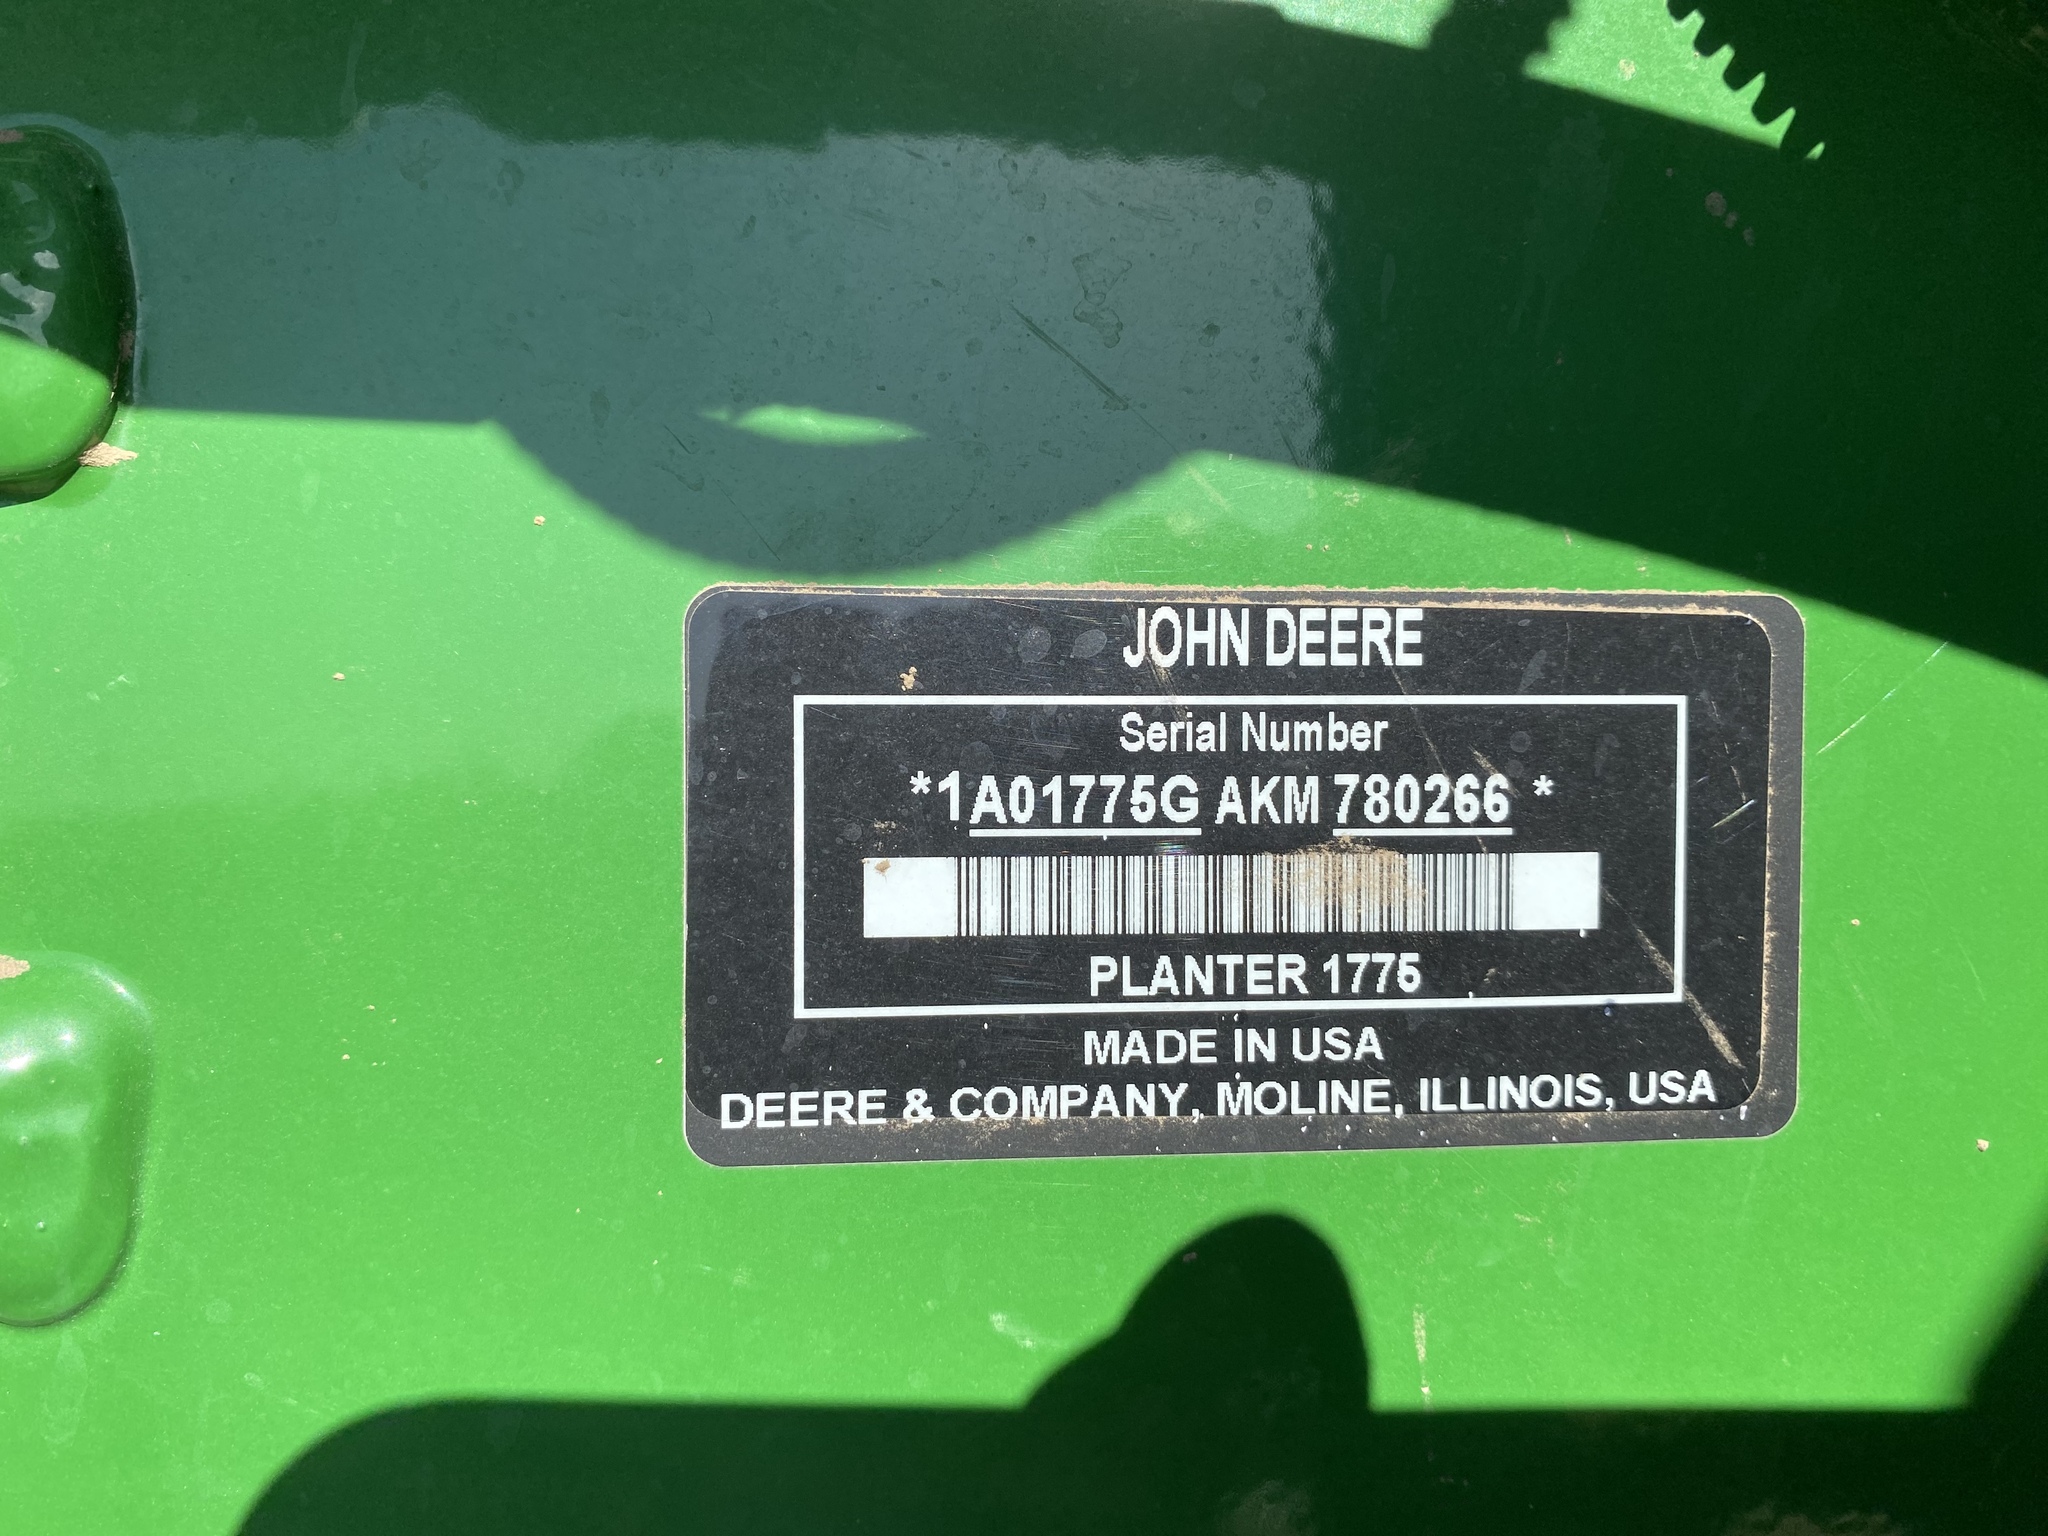 JOHN DEERE
Serial Number
*1A01775G AKM 780266 *
PLANTER 1775
MADE IN USA
DEERE & COMPANY, MOLINE, ILLINOIS, USA